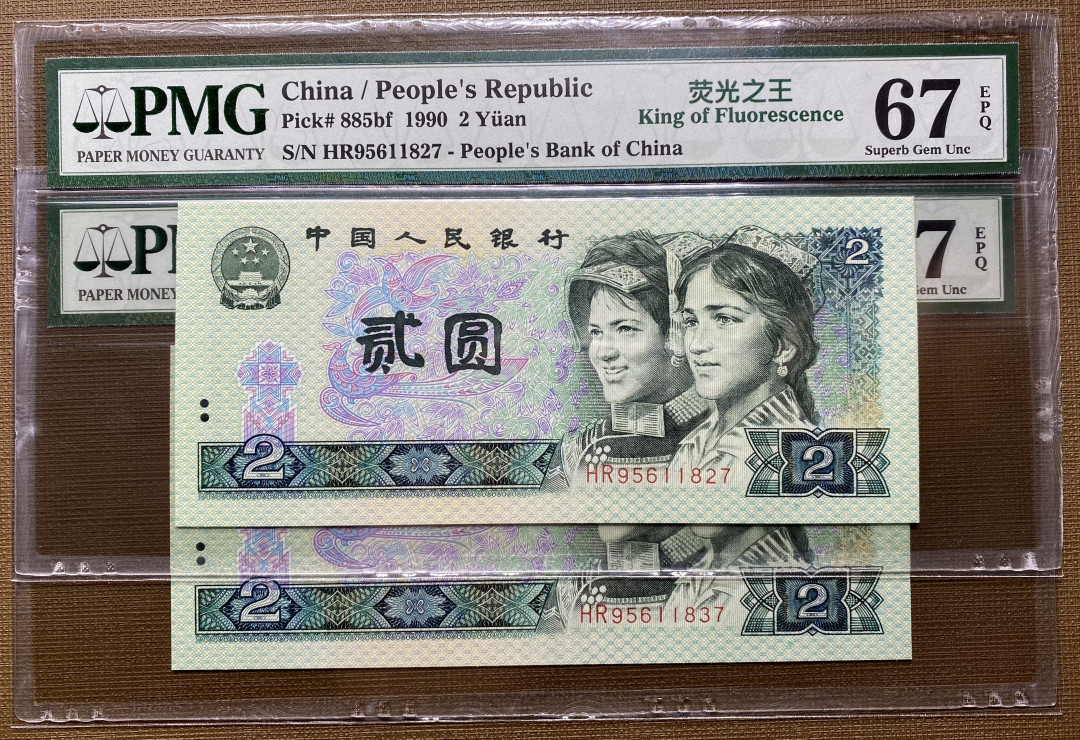 PMG
PAPER MONEY GUARANTY
China / People's Republic
Pick# 885bf 1990 2 Yüan
S/N HR95611827 - People's Bank of China
荧光之王
King of Fluorescence
67
EPQ
Superb Gem Unc
PAPER MONEY
7
EPQ
Gem Unc
中国人民银行
2
贰圆
2
HR95611827
2
2
HR95611837
2